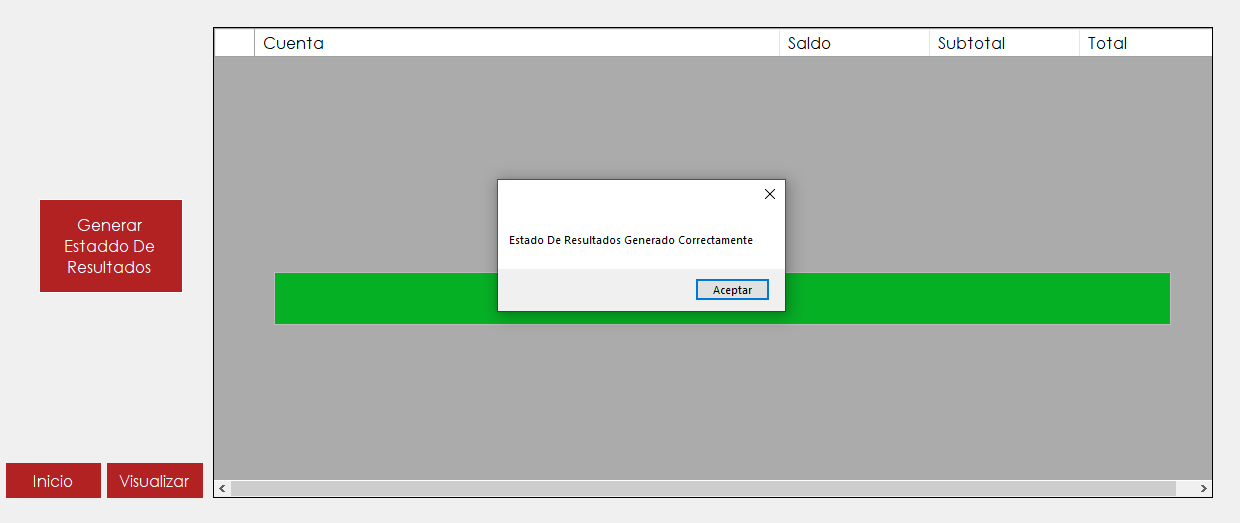 Cuenta Saldo Subtotal Total
Generar
Estaddo De
Resultados
Estado De Resultados Generado Correctamente
Aceptar
Inicio Visualizar